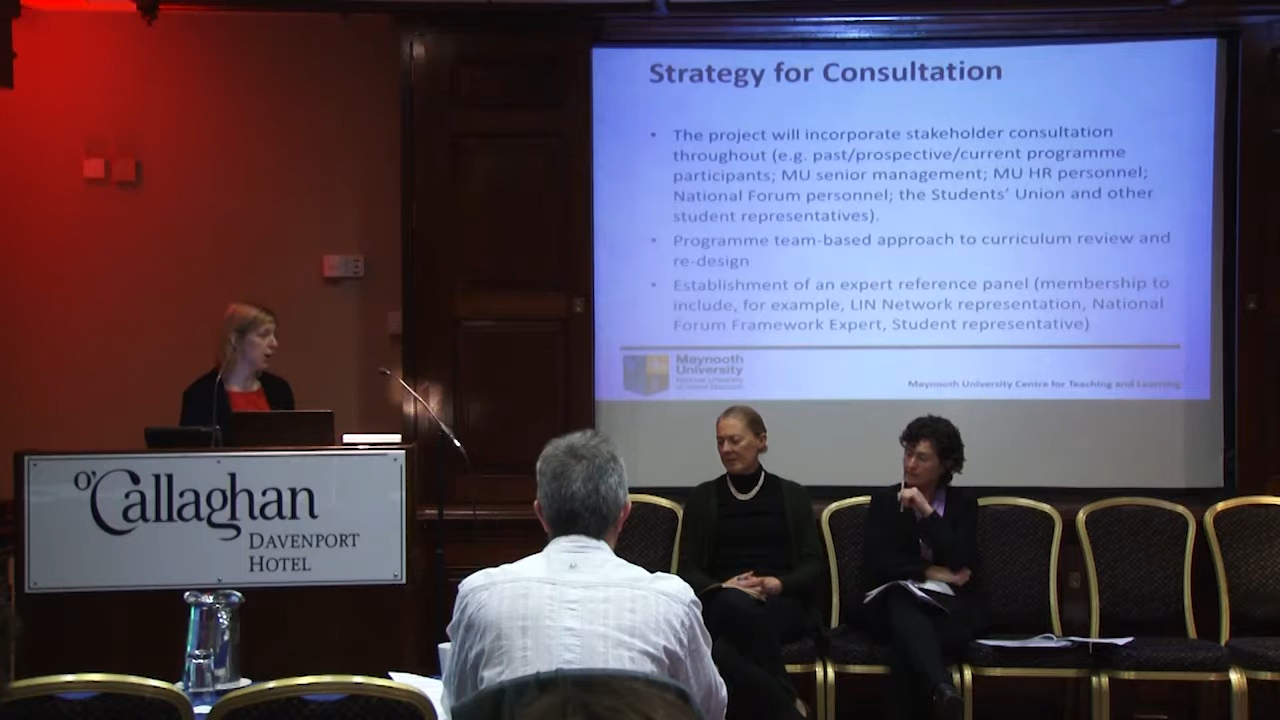 Strategy for Consultation
• The project will incorporate stakeholder consultation
throughout (e.g. past/prospective/current programme
participants; MU senior management; MU HR personnel;
National Forum personnel; the Students' Union and other
student representatives).
• Programme team-based approach to curriculum review and
re-design
• Establishment of an expert reference panel (membership to
include, for example, LIN Network representation, National
Forum Framework Expert, Student representative)
Maynooth
University
Maynooth University Centre for Teaching and Learning
O'Callaghan
DAVENPORT
HOTEL